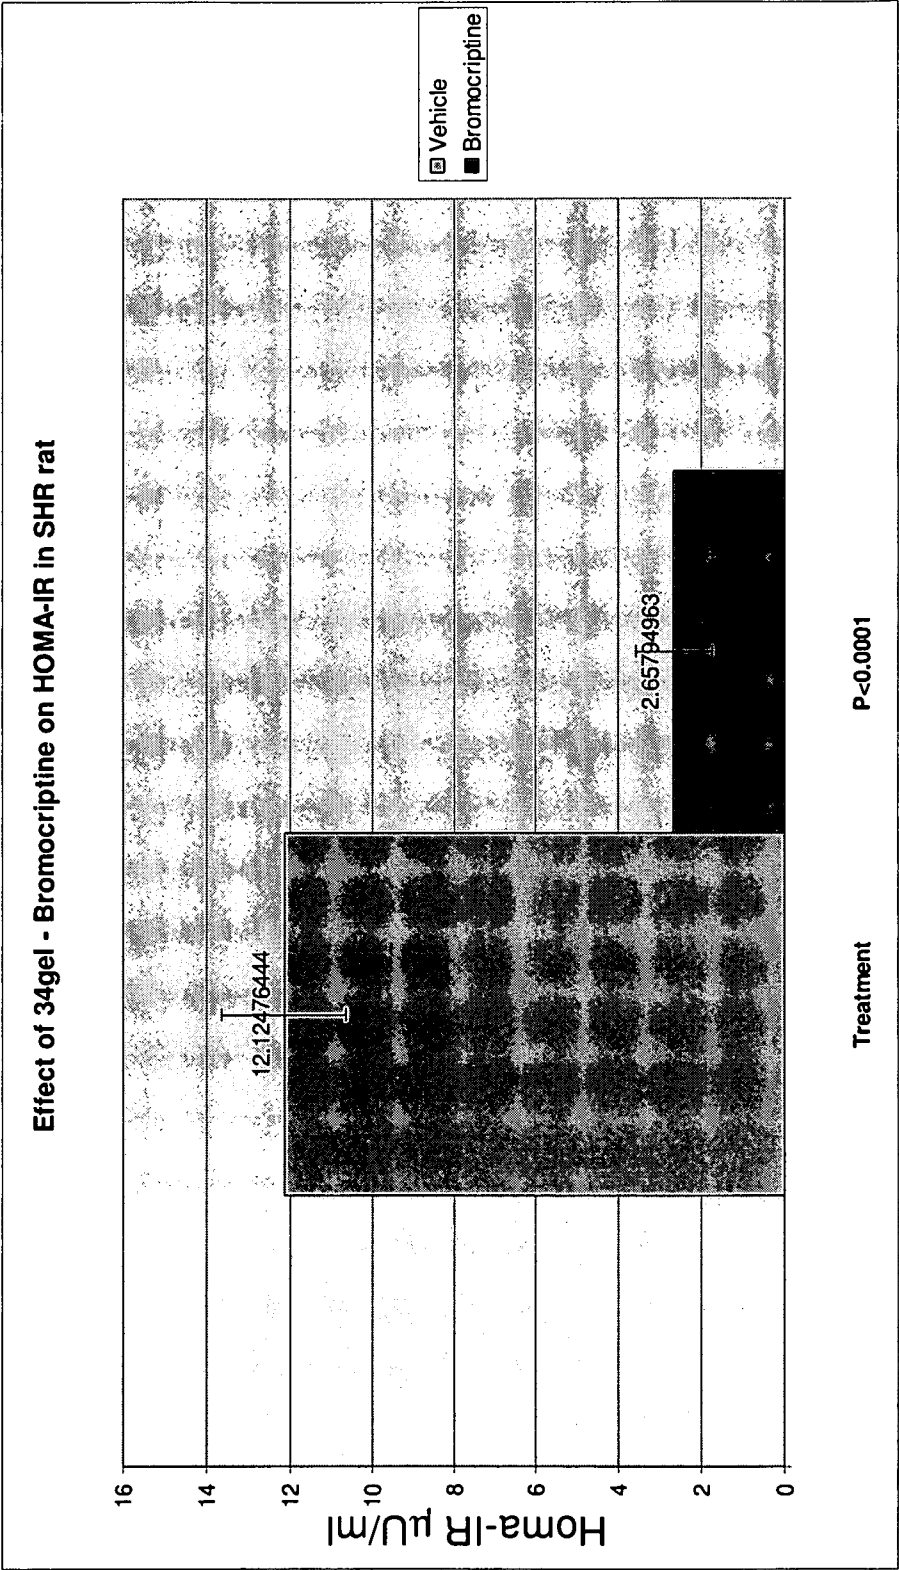 Effect of 34gel - Bromocriptine on HOMA-IR in SHR rat
Homa-IR µU/ml
16
14
12
10
8
6
4
2
0
12.12476444
2.65794963
Treatment
P<0.0001
Vehicle
Bromocriptine